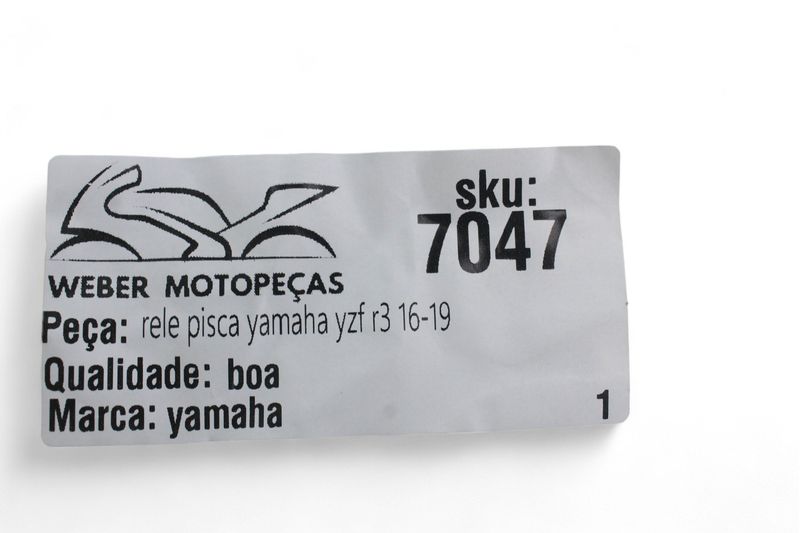 WEBER MOTOPEÇAS
sku:
7047
Peça: rele pisca yamaha yzf r3 16-19
Qualidade: boa
Marca: yamaha
1